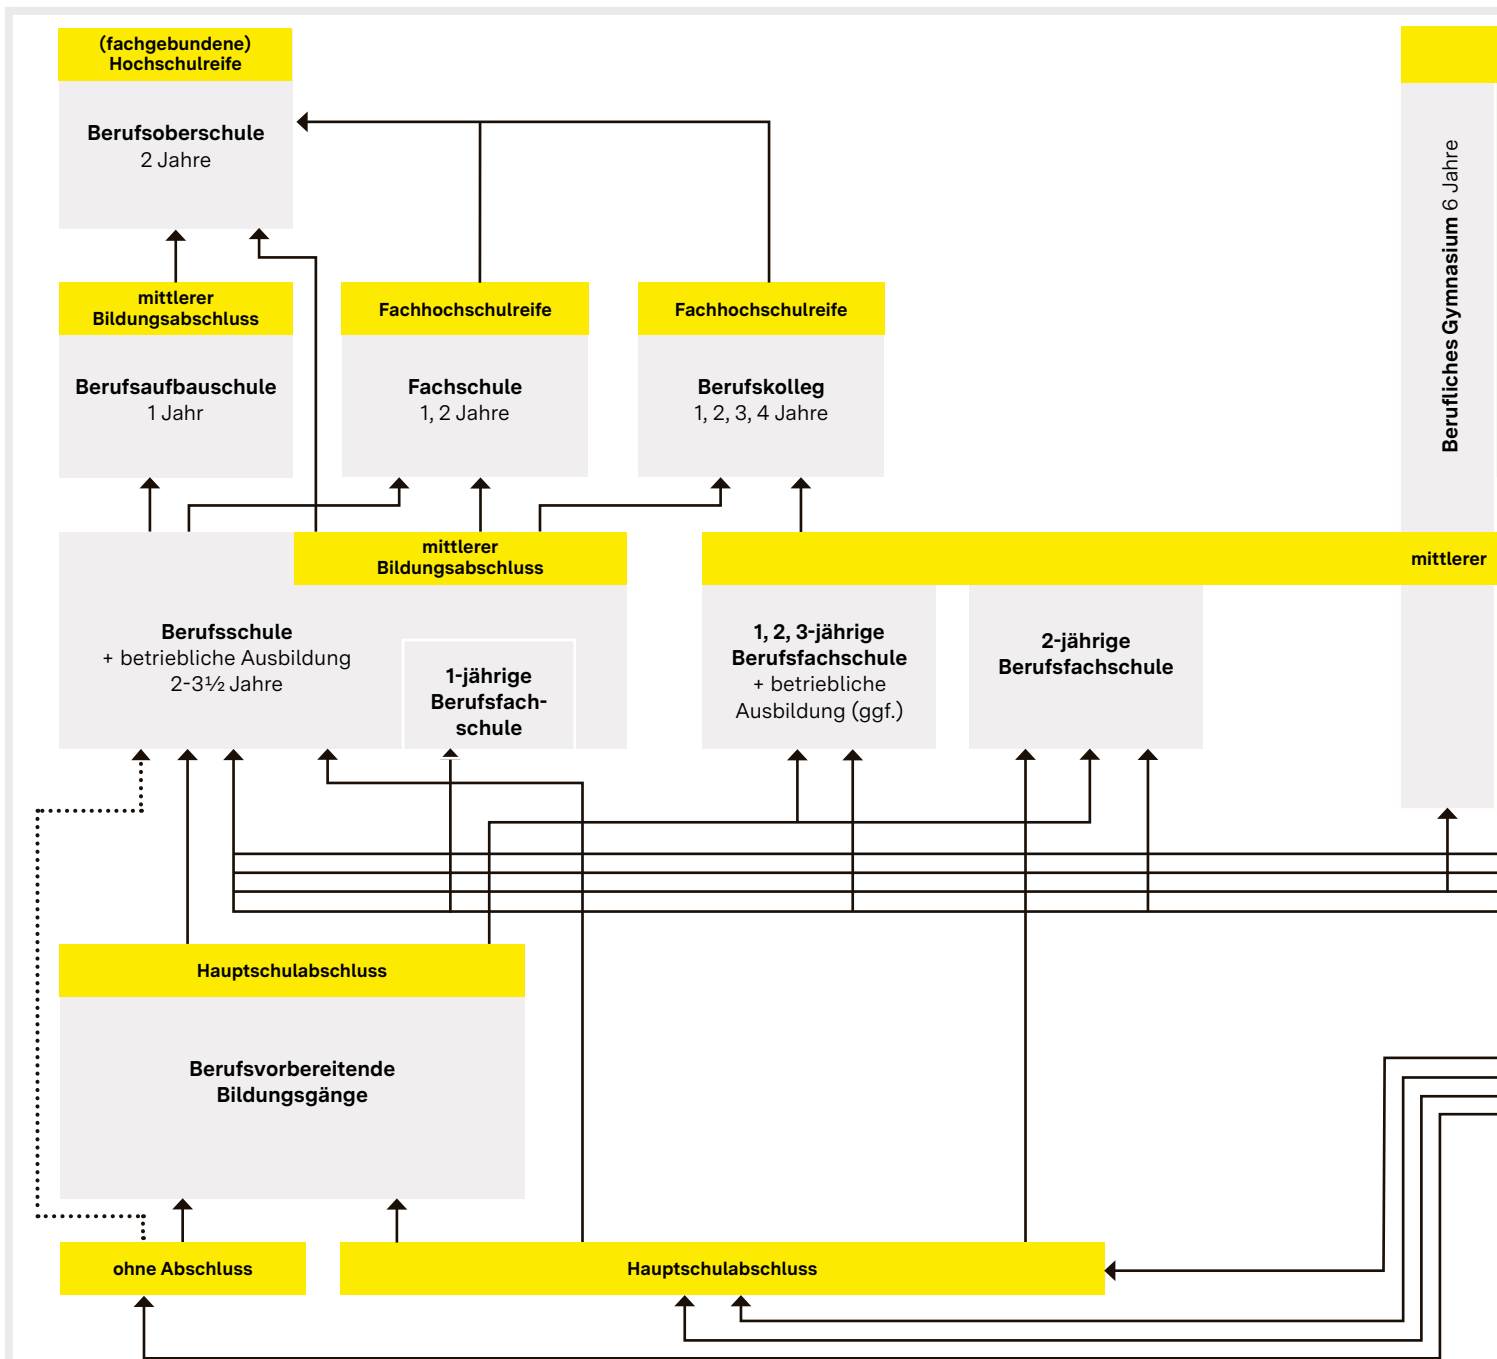 (fachgebundene)
Hochschulreife
Berufsoberschule
2 Jahre
Berufliches Gymnasium 6 Jahre
mittlerer
Bildungsabschluss
Berufsaufbauschule
1 Jahr
Fachhochschulreife
Fachschule
1, 2 Jahre
Fachhochschulreife
Berufskolleg
1, 2, 3, 4 Jahre
mittlerer
Bildungsabschluss
Berufsschule
+ betriebliche Ausbildung
2-3½ Jahre
1-jährige
Berufsfach-
schule
mittlerer
1, 2, 3-jährige
Berufsfachschule
+ betriebliche
Ausbildung (ggf.)
2-jährige
Berufsfachschule
Hauptschulabschluss
Berufsvorbereitende
Bildungsgänge
ohne Abschluss
Hauptschulabschluss